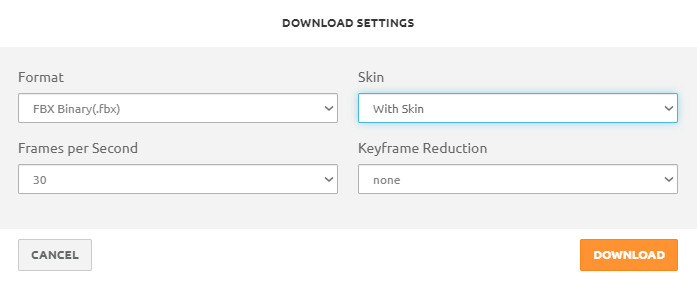 DOWNLOAD SETTINGS
Format
Skin
FBX Binary(.fbx)
With Skin
Frames per Second
Keyframe Reduction
30
none
CANCEL
DOWNLOAD